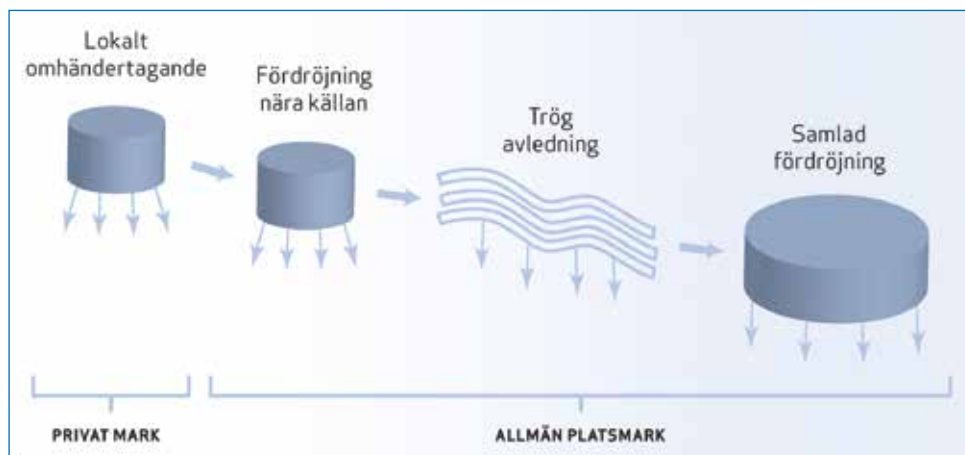 Lokalt
omhändertagande
Fördröjning
nära källan
Trög
avledning
Samlad
fördröjning
PRIVAT MARK
ALLMÄN PLATSMARK